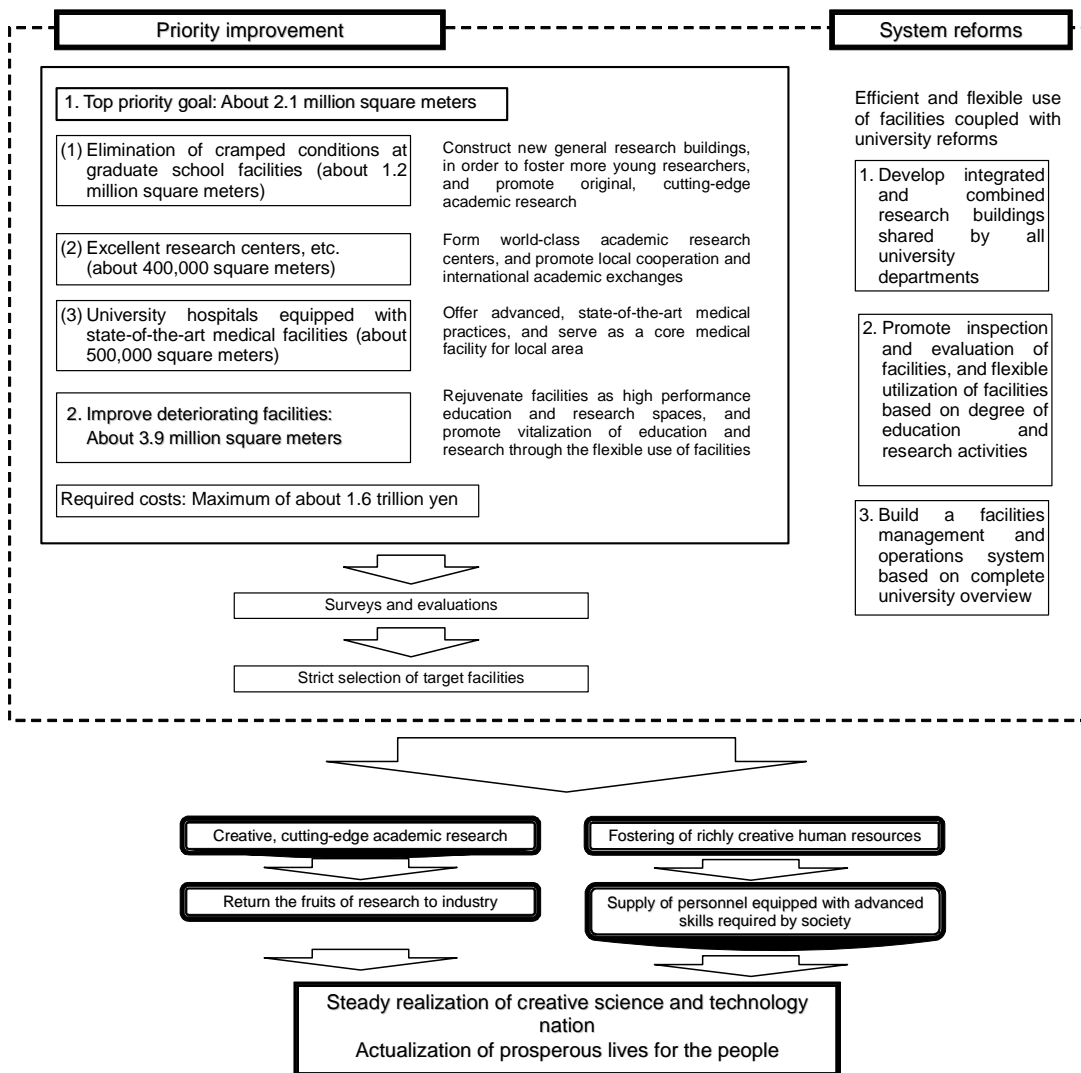 Priority improvement
1. Top priority goal: About 2.1 million square meters
(1) Elimination of cramped conditions at
graduate school facilities (about 1.2
million square meters)
Construct new general research buildings,
in order to foster more young researchers,
and promote original, cutting-edge
academic research
(2) Excellent research centers, etc.
(about 400,000 square meters)
Form world-class academic research
centers, and promote local cooperation and
international academic exchanges
(3) University hospitals equipped with
state-of-the-art medical facilities (about
500,000 square meters)
Offer advanced, state-of-the-art medical
practices, and serve as a core medical
facility for local area
2. Improve deteriorating facilities:
About 3.9 million square meters
Rejuvenate facilities as high performance
education and research spaces, and
promote vitalization of education and
research through the flexible use of facilities
Required costs: Maximum of about 1.6 trillion yen
Surveys and evaluations
Strict selection of target facilities
System reforms
Efficient and flexible use
of facilities coupled with
university reforms
1. Develop integrated
and combined
research buildings
shared by all
university
departments
2. Promote inspection
and evaluation of
facilities, and flexible
utilization of facilities
based on degree of
education and
research activities
3. Build a facilities
management and
operations system
based on complete
university overview
Creative, cutting-edge academic research
Return the fruits of research to industry
Fostering of richly creative human resources
Supply of personnel equipped with advanced
skills required by society
Steady realization of creative science and technology
nation
Actualization of prosperous lives for the people